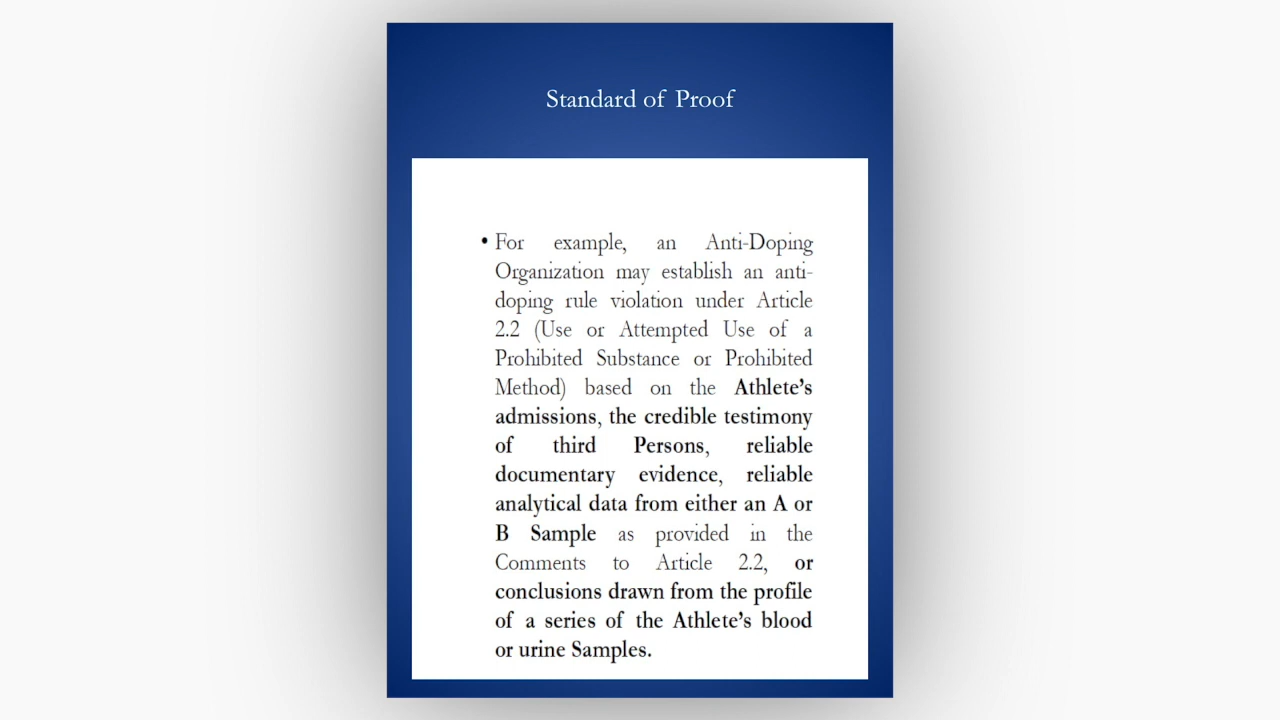 Standard of Proof
• For example, an Anti-Doping
Organization may establish an anti-
doping rule violation under Article
2.2 (Use or Attempted Use of a
Prohibited Substance or Prohibited
Method) based on the Athlete’s
admissions, the credible testimony
of third Persons, reliable
documentary evidence, reliable
analytical data from either an A or
B Sample as provided in the
Comments to Article 2.2, or
conclusions drawn from the profile
of a series of the Athlete’s blood
or urine Samples.